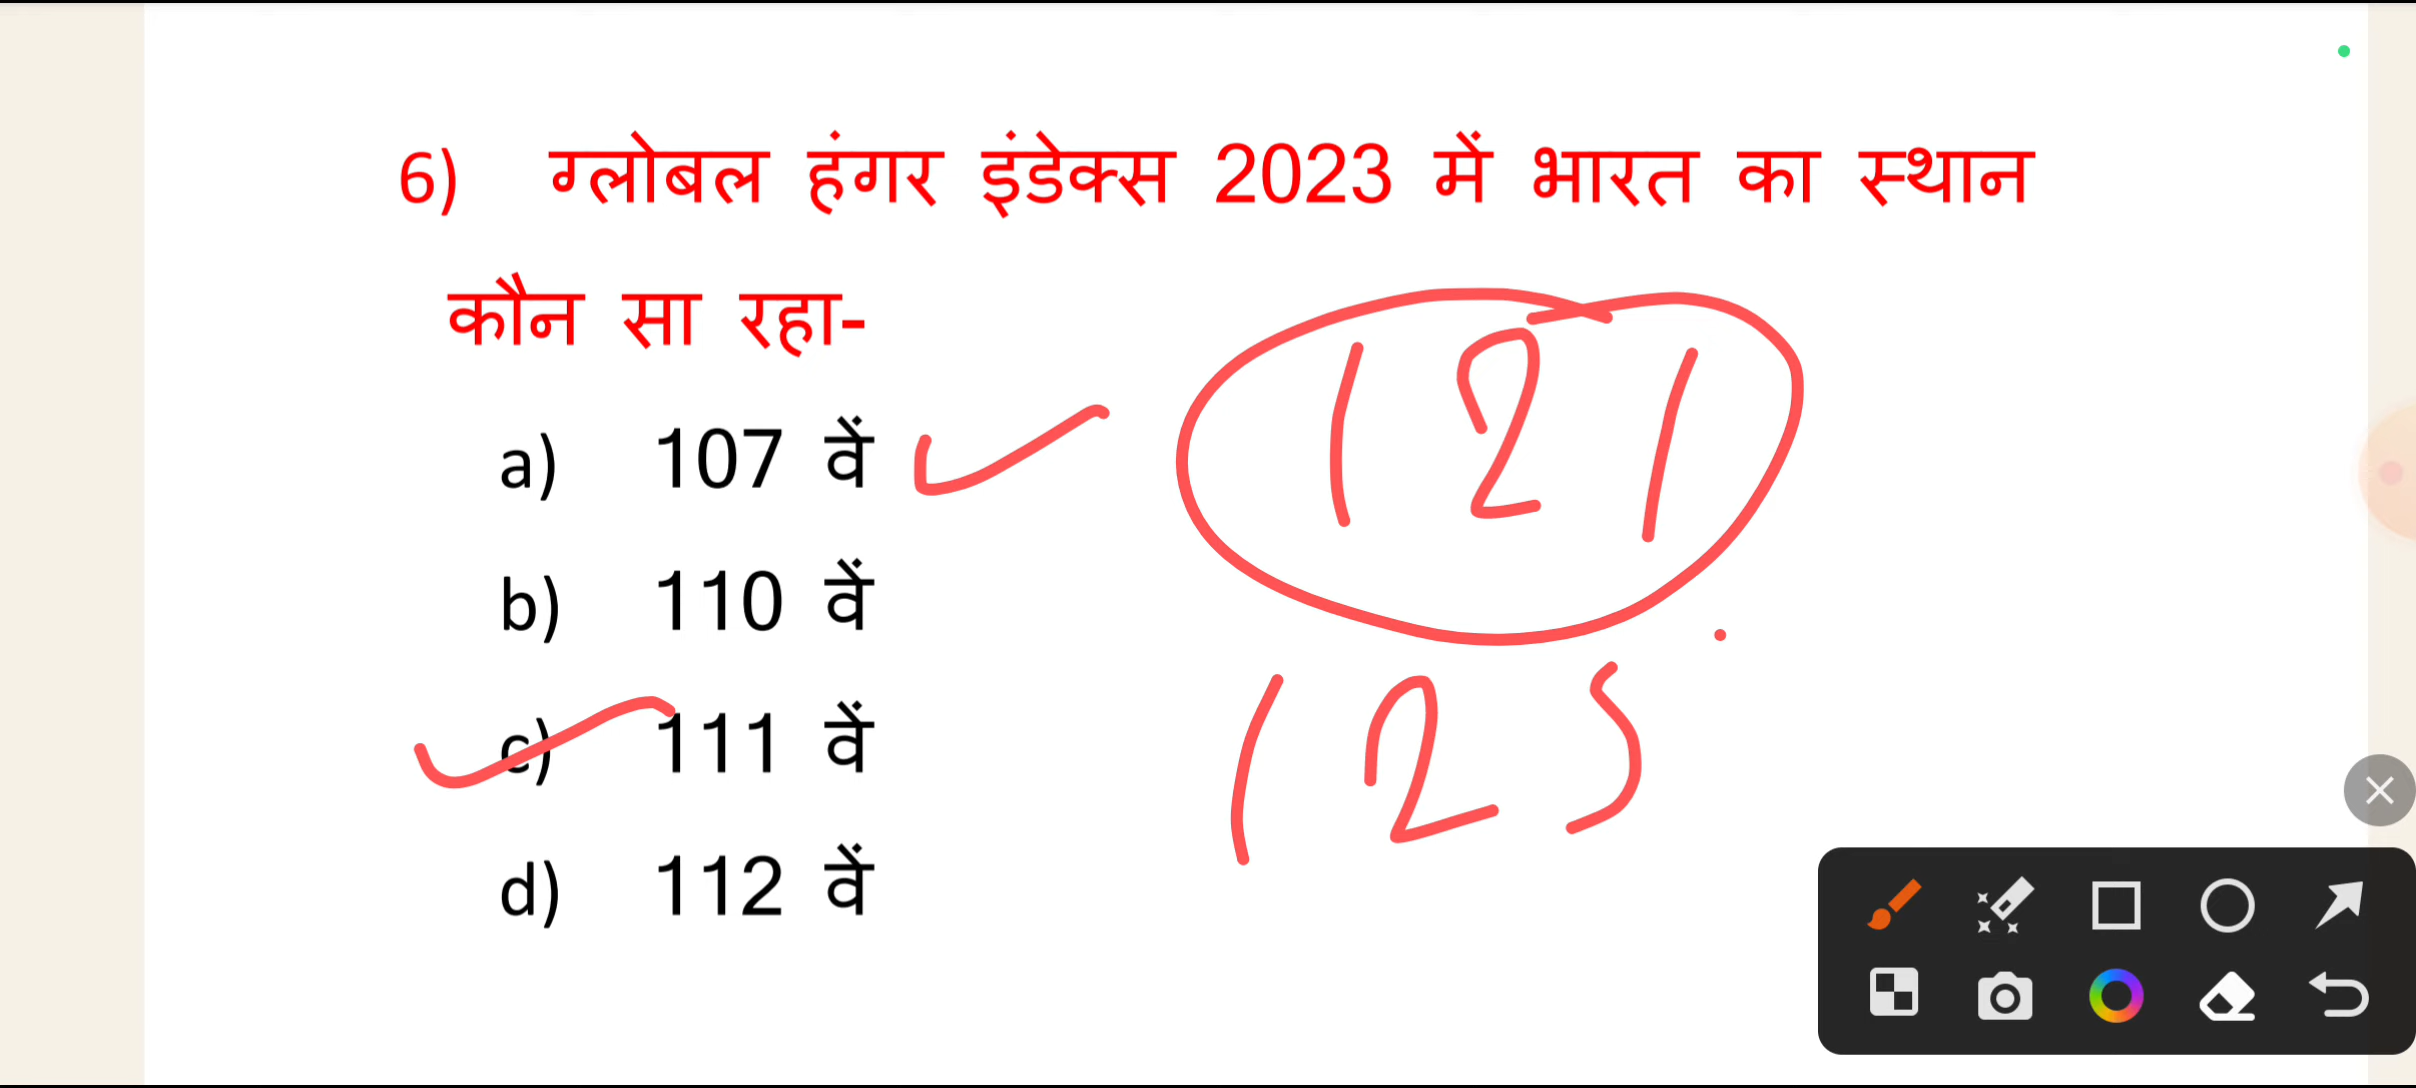 6) ग्लोबल हंगर इंडेक्स 2023 में भारत का स्थान
कौन सा रहा-
a) 107 वें
121
b) 110 वें
c) 111 वें
125
d) 112 वें